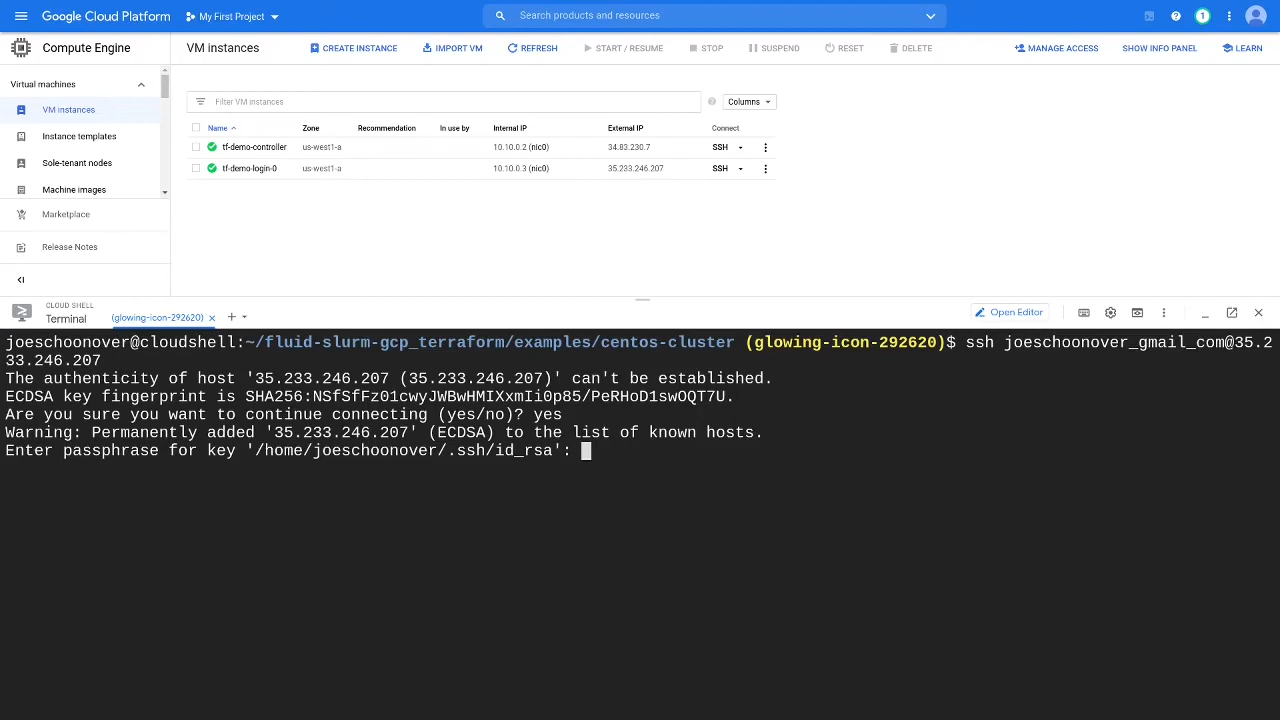 Google Cloud Platform
My First Project
Search products and resources
1
Compute Engine
VM instances
CREATE INSTANCE
IMPORT VM
REFRESH
START / RESUME
STOP
SUSPEND
RESET
DELETE
MANAGE ACCESS
SHOW INFO PANEL
LEARN
Virtual machines
VM instances
Instance templates
Sole-tenant nodes
Machine images
Marketplace
Release Notes
Filter VM instances
Columns
Name Zone Recommendation In use by Internal IP External IP Connect
tf-demo-controller us-west1-a 10.10.0.2 (nic0) 34.83.230.7 SSH
tf-demo-login-0 us-west1-a 10.10.0.3 (nic0) 35.233.246.207 SSH
CLOUD SHELL
Terminal
(glowing-icon-292620)
Open Editor
joeschoonover@cloudshell:~/fluid-slurm-gcp_terraform/examples/centos-cluster (glowing-icon-292620)$ ssh joeschoonover_gmail_com@35.2
33.246.207
The authenticity of host '35.233.246.207 (35.233.246.207)' can't be established.
ECDSA key fingerprint is SHA256:NSfSfFz01cwyJWBwHMIXxmIi0p85/PeRHoD1swOQT7U.
Are you sure you want to continue connecting (yes/no)? yes
Warning: Permanently added '35.233.246.207' (ECDSA) to the list of known hosts.
Enter passphrase for key '/home/joeschoonover/.ssh/id_rsa':